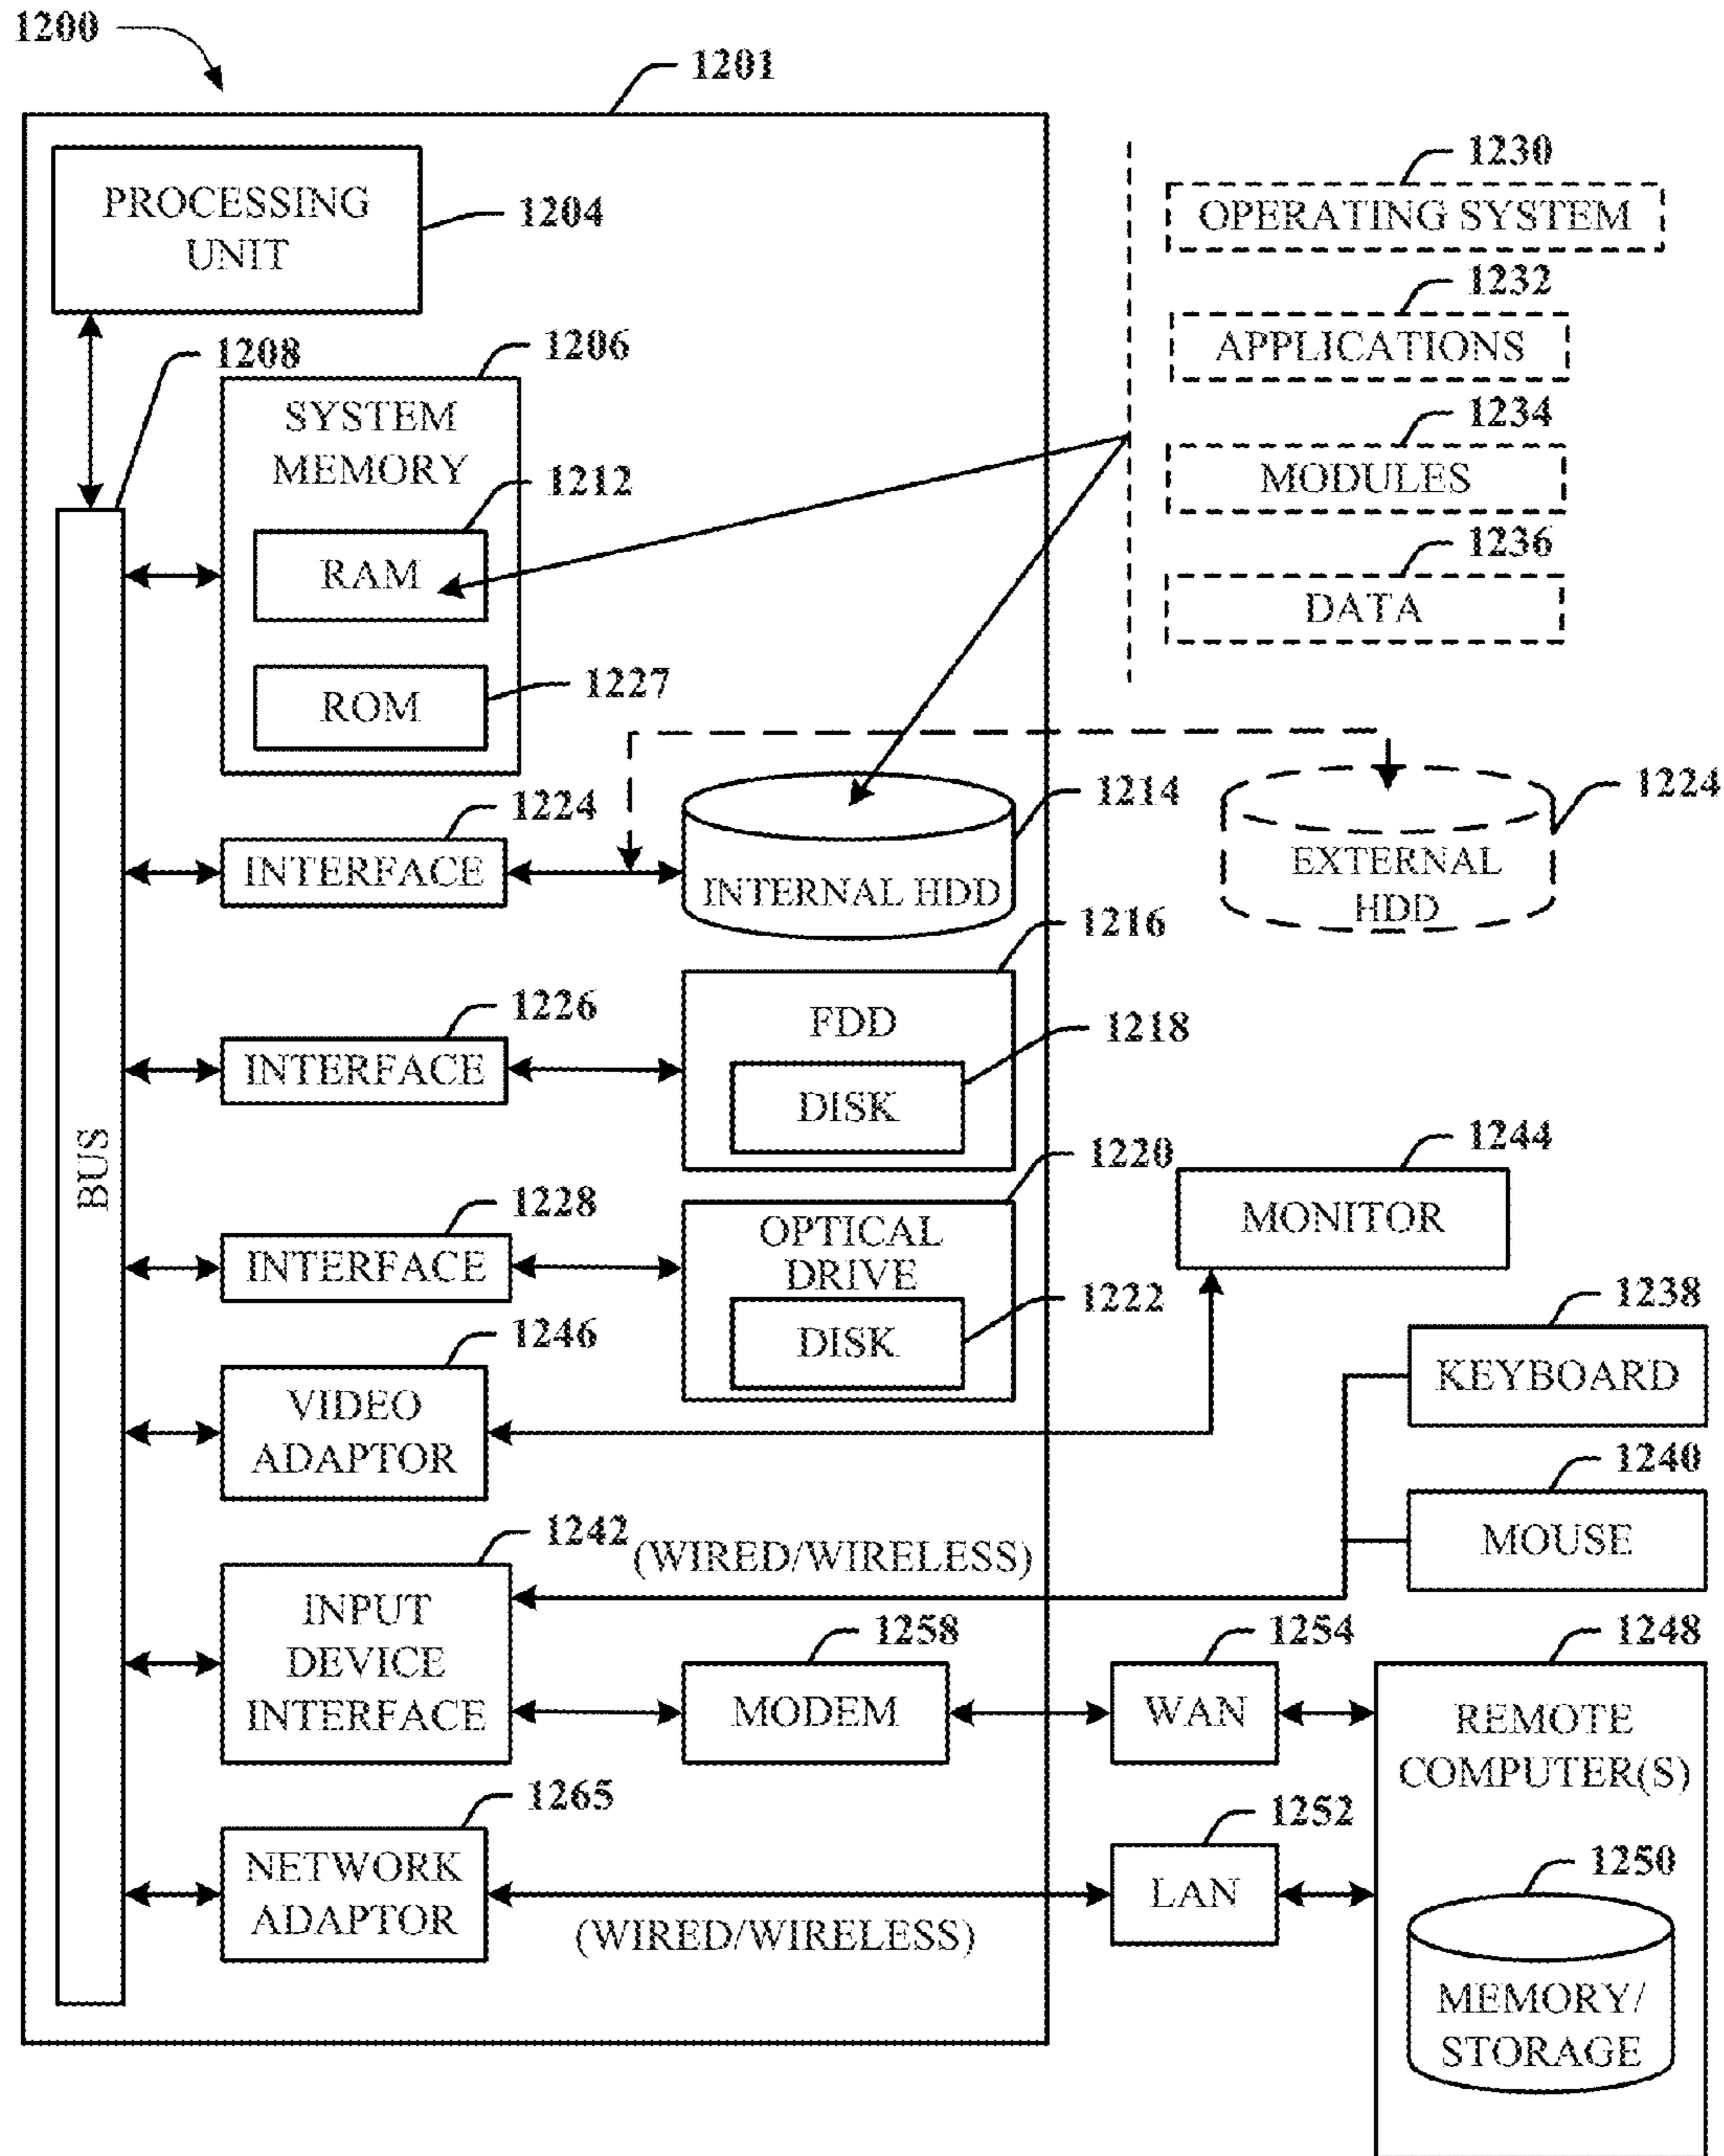 1200
1201
PROCESSING
UNIT
1204
1230
OPERATING SYSTEM
1232
APPLICATIONS
1234
MODULES
1236
DATA
1208
1206
SYSTEM
MEMORY
1212
RAM
1227
ROM
1224
INTERFACE
1214
INTERNAL HDD
1224
EXTERNAL
HDD
1216
FDD
1226
INTERFACE
1218
DISK
BUS
1220
OPTICAL
DRIVE
1228
INTERFACE
1222
DISK
1244
MONITOR
1246
VIDEO
ADAPTOR
1238
KEYBOARD
1240
MOUSE
1242
(WIRED/WIRELESS)
INPUT
DEVICE
INTERFACE
1258
MODEM
1254
WAN
1248
REMOTE
COMPUTER(S)
1265
NETWORK
ADAPTOR
(WIRED/WIRELESS)
1252
LAN
1250
MEMORY/
STORAGE